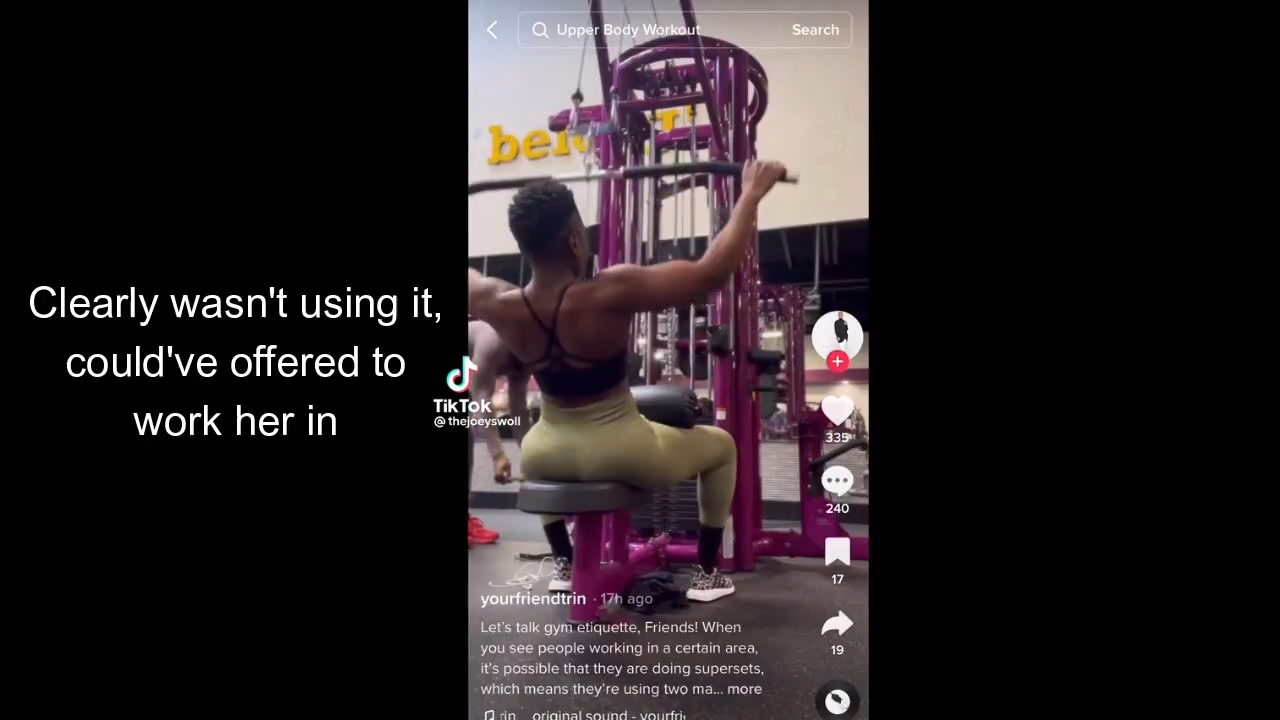 Upper Body Workout
Search
Clearly wasn't using it,
could've offered to
work her in
TikTok
@thejoeyswoll
335
240
17
19
yourfriendtrin · 17h ago
Let's talk gym etiquette, Friends! When
you see people working in a certain area,
it's possible that they are doing supersets,
which means they're using two ma... more
original sound - yourfri